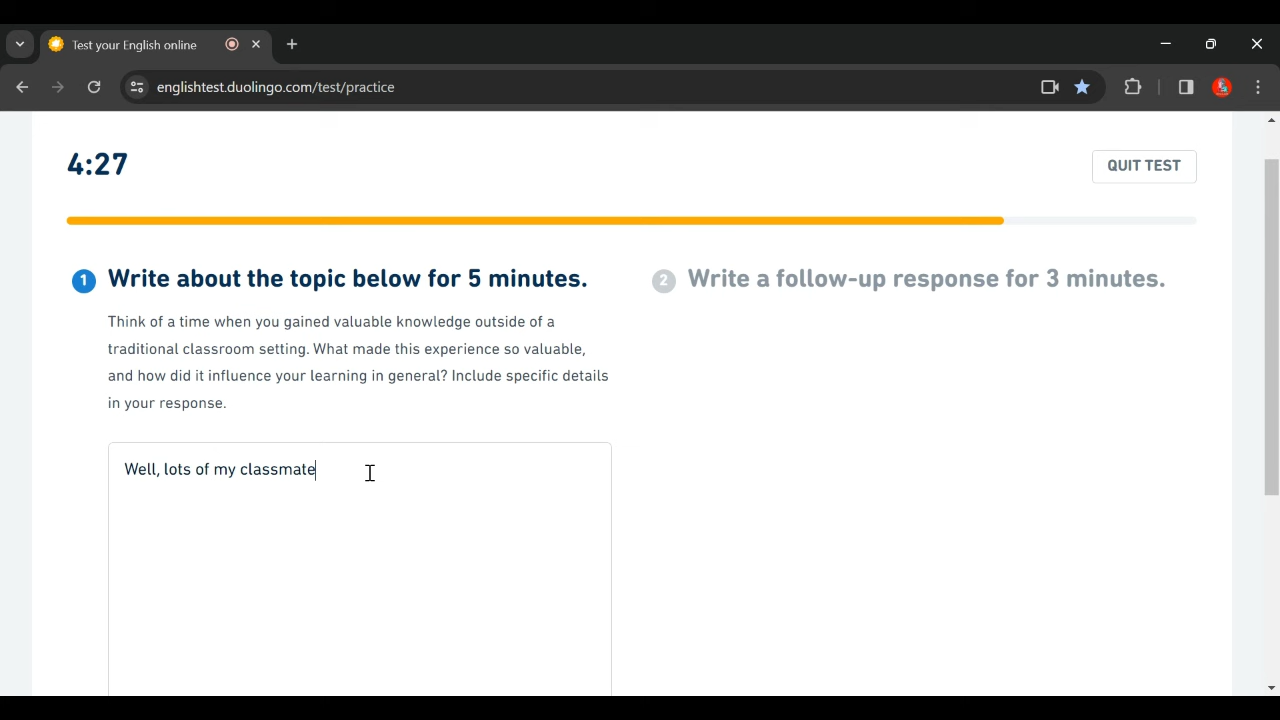 Test your English online
englishtest.duolingo.com/test/practice
4:27
QUIT TEST
1 Write about the topic below for 5 minutes.
Think of a time when you gained valuable knowledge outside of a
traditional classroom setting. What made this experience so valuable,
and how did it influence your learning in general? Include specific details
in your response.
Well, lots of my classmate
2 Write a follow-up response for 3 minutes.